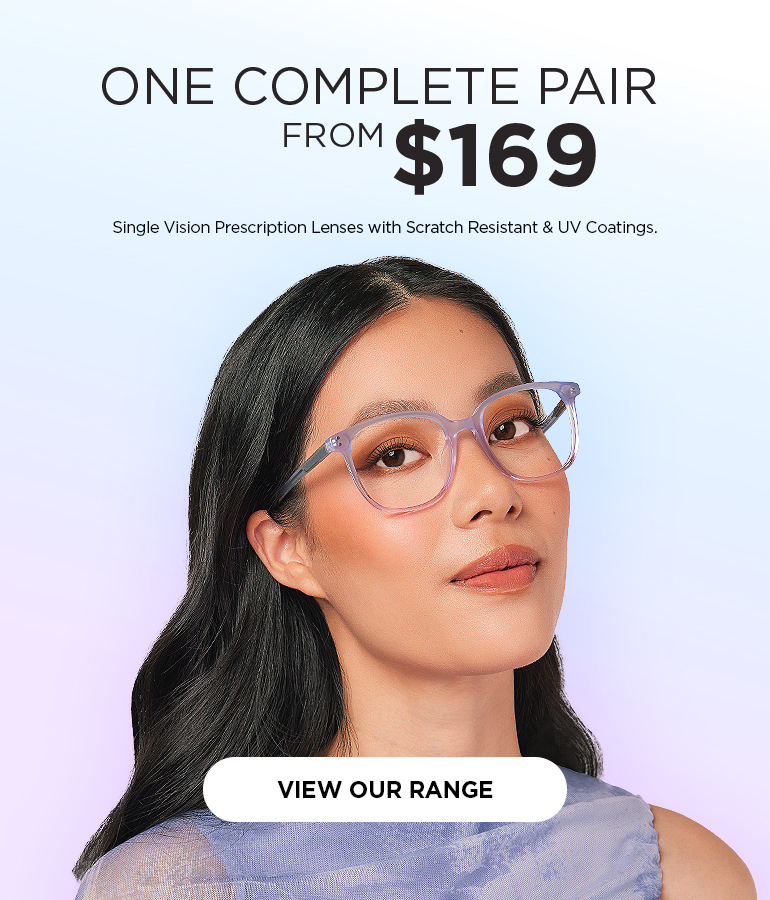 ONE COMPLETE PAIR
FROM $169
Single Vision Prescription Lenses with Scratch Resistant & UV Coatings.
VIEW OUR RANGE